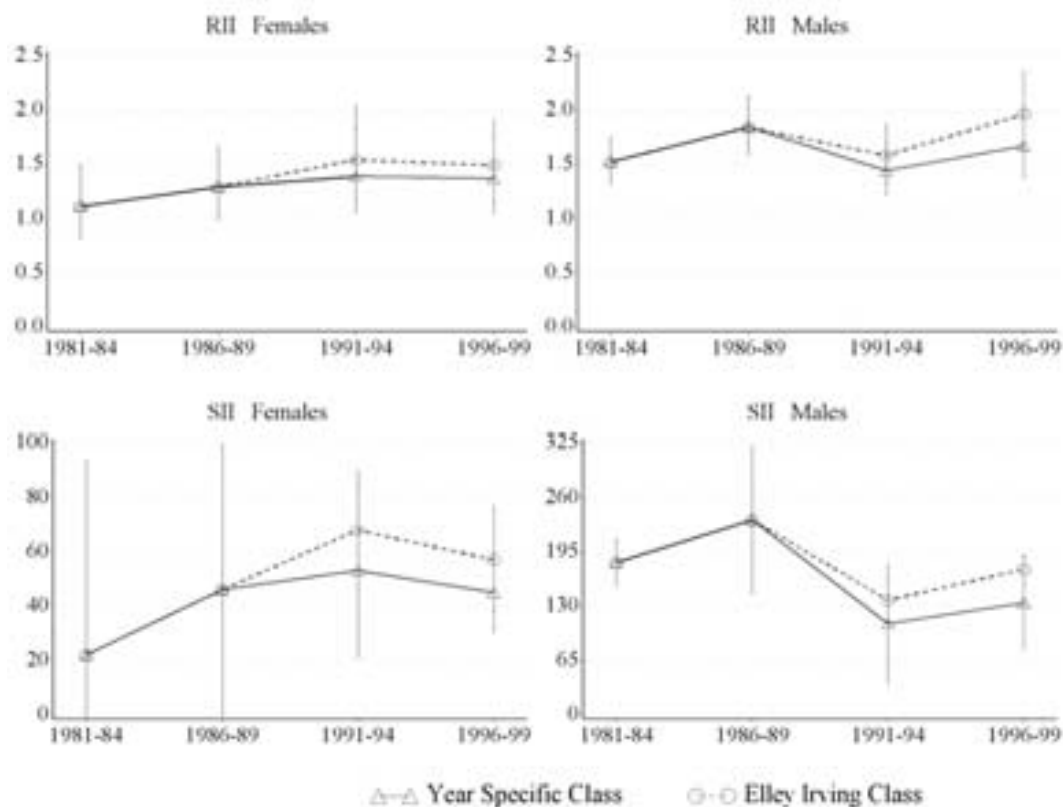 RII Females
2.5
2.0
1.5
1.0
0.5
0.0
1981-84 1986-89 1991-94 1996-99
RII Males
2.5
2.0
1.5
1.0
0.5
0.0
1981-84 1986-89 1991-94 1996-99
SII Females
100
80
60
40
20
0
1981-84 1986-89 1991-94 1996-99
SII Males
325
260
195
130
65
0
1981-84 1986-89 1991-94 1996-99
Year Specific Class Elley Irving Class